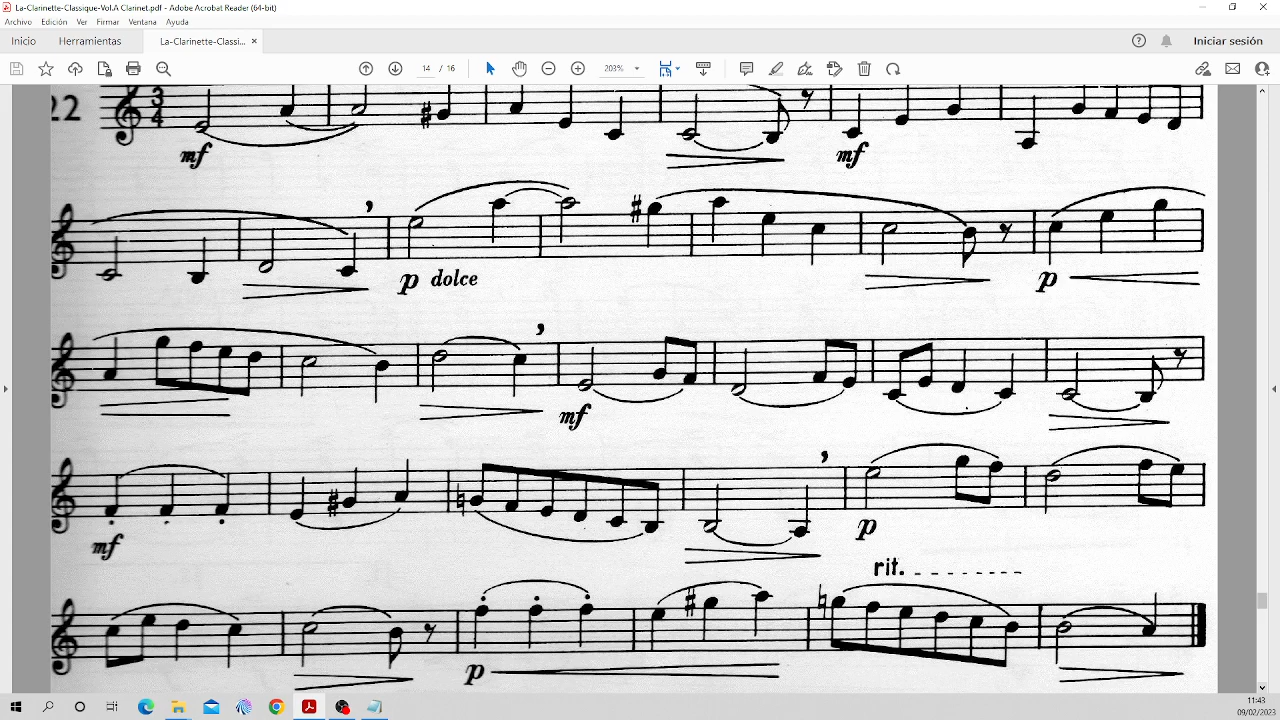 La-Clarinette-Classique-Vol.A Clarinet.pdf - Adobe Acrobat Reader (64-bit)
Archivo Edición Ver Firmar Ventana Ayuda
Inicio Herramientas La-Clarinette-Classi... × Iniciar sesión
14 / 16 203%
22 3 4
mf mf
p dolce p
mf
mf p
rit.
p
11:43
09/02/2023